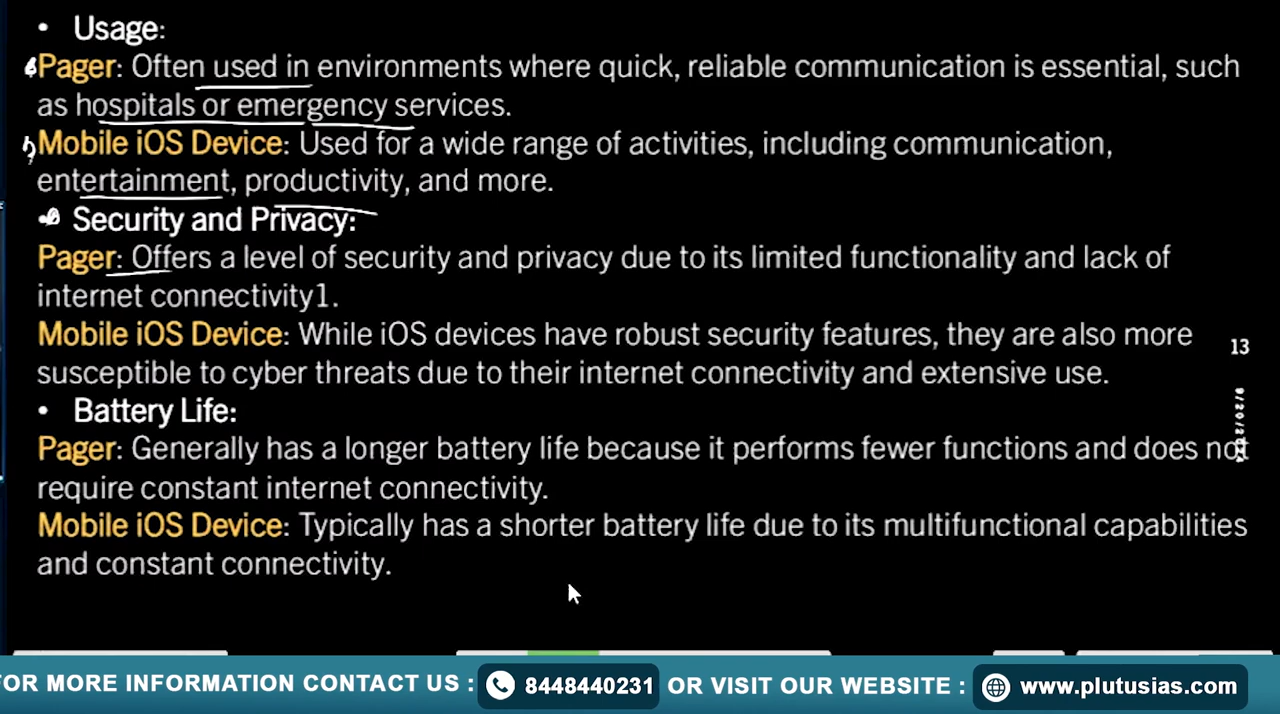 • Usage:
Pager: Often used in environments where quick, reliable communication is essential, such
as hospitals or emergency services.
Mobile iOS Device: Used for a wide range of activities, including communication,
entertainment, productivity, and more.
Security and Privacy:
Pager: Offers a level of security and privacy due to its limited functionality and lack of
internet connectivity1.
Mobile iOS Device: While iOS devices have robust security features, they are also more
susceptible to cyber threats due to their internet connectivity and extensive use.
13
• Battery Life:
Pager: Generally has a longer battery life because it performs fewer functions and does not
require constant internet connectivity.
Mobile iOS Device: Typically has a shorter battery life due to its multifunctional capabilities
and constant connectivity.
FOR MORE INFORMATION CONTACT US : 8448440231 OR VISIT OUR WEBSITE : www.plutusias.com